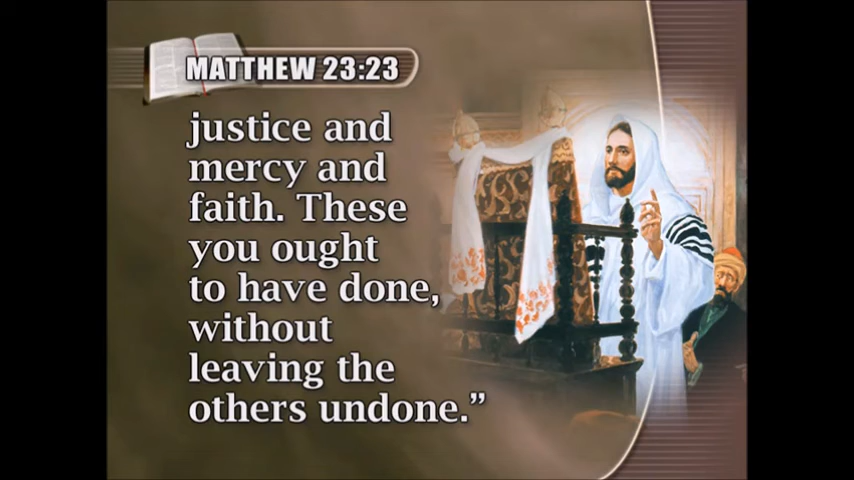 MATTHEW 23:23
justice and
mercy and
faith. These
you ought
to have done,
without
leaving the
others undone.”